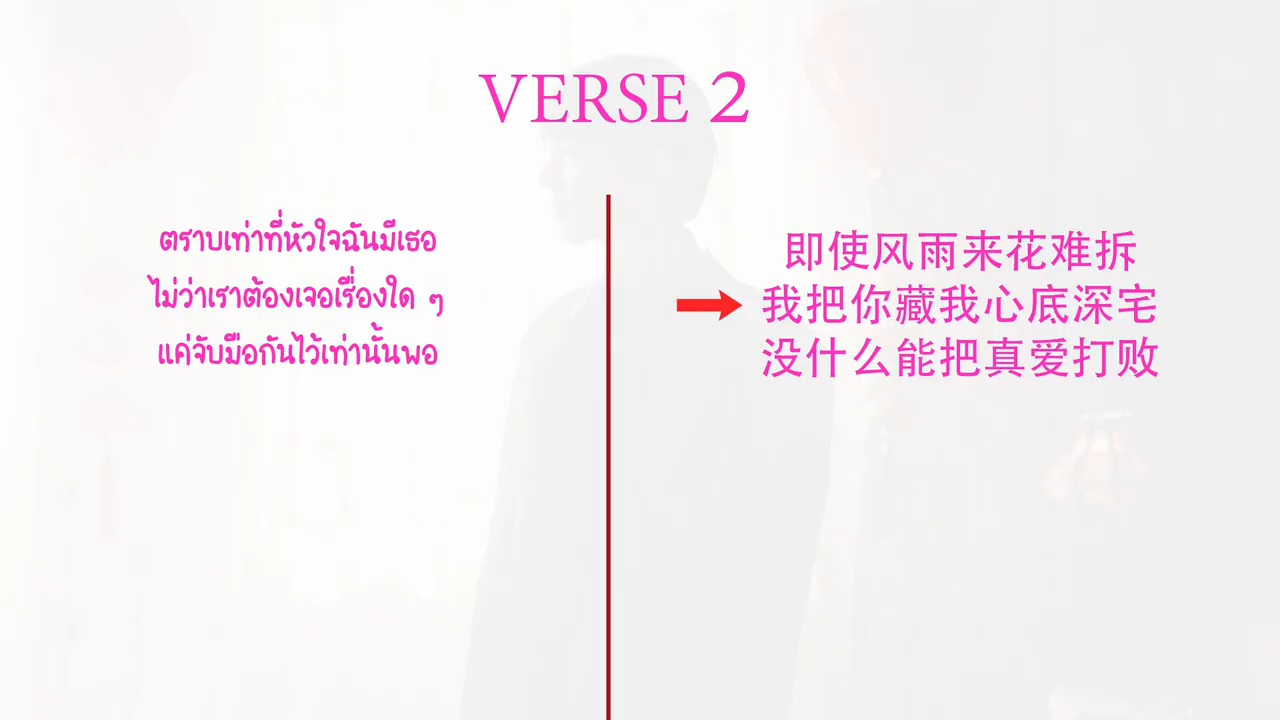 VERSE 2
ตราบเท่าที่หัวใจฉันมีเธอ
ไม่ว่าเราต้องเจอเรื่องใด ๆ
แค่จับมือกันไว้เท่านั้นพอ
即使风雨来花难拆
我把你藏我心底深宅
没什么能把真爱打败